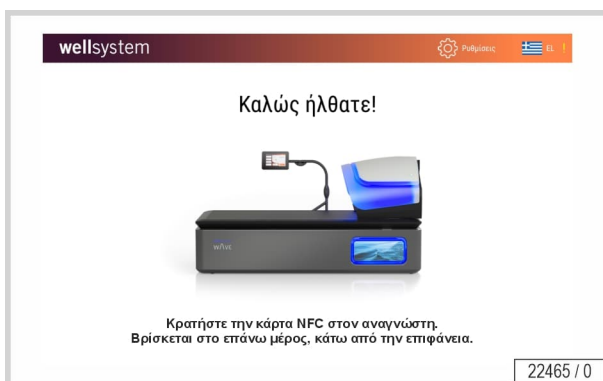 wellsystem
Ρυθμίσεις
EL !
Καλώς ήλθατε!
WAVE
Κρατήστε την κάρτα NFC στον αναγνώστη.
Βρίσκεται στο επάνω μέρος, κάτω από την επιφάνεια.
22465 / 0